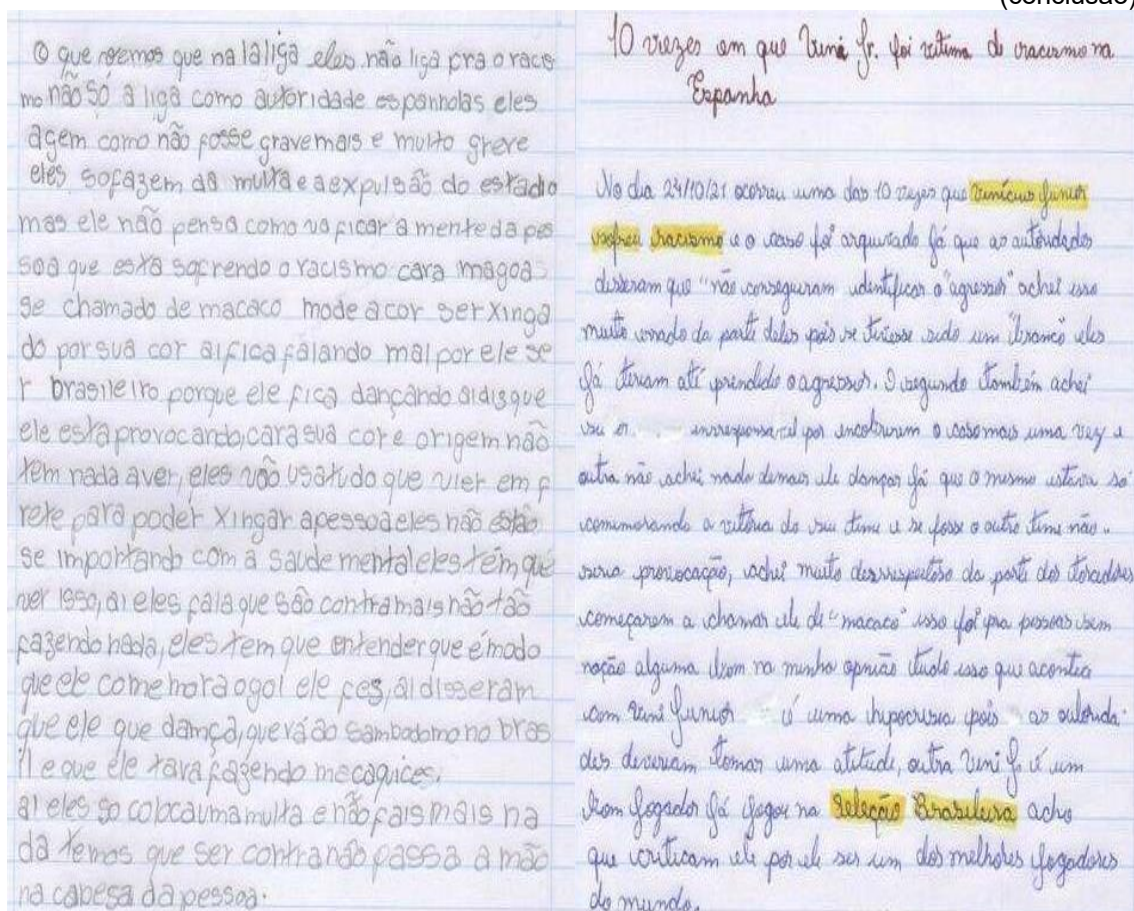 (conclusão)
O que vemos que na laliga eles não liga pra o racis
mo não só a liga como autoridade espanholas eles
agem como não fosse grave mais e muito greve
eles so fazem da multa e a expulsão do estadio
mas ele não pensa como va ficar a mente da pes
soa que esta sofrendo o racismo cara magoa
se chamado de macaco mode a cor ser xinga
do por sua cor ai fica falando mal por ele se
r brasileiro porque ele fica dançando ai dis que
ele esta provocando, cara sua cor e origem não
tem nada aver, eles vão usa tudo que vier em f
rete para poder xingar a pessoa eles não estão
se importando com a saude mental eles têm que
ver isso, ai eles fala que são contra mais não tão
fazendo nada, eles tem que entender que é modo
que ele comemora o gol ele fes, ai disseram
que ele que damça, que vá ao sambodomo no bras
il e que ele tava fazendo macaquices.
ai eles so coloca uma multa e não fais mais na
da temos que ser contra não passa a mão
na cabesa da pessoa.
10 vezes em que Vini Jr. foi vitima de racismo na
Espanha
No dia 24/10/21 ocorreu uma das 10 vezes que Vinícius Junior
sofreu racismo e o caso foi arquivado já que as autoridades
disseram que "não conseguiram identificar o "agressor" achei isso
muito errado da parte deles pois se tivesse sido um "branco" eles
já teriam até prendido o agressor. O segundo também achei
irresponsavel por encobrirem o caso mais uma vez e
outra não achei nada demais ele dançar já que o mesmo estava só
comemorando a vitória do seu time e se fosse o outro time não
seria provocação, achei muito desrrespeitoso da parte dos torcedores
começarem a chamar ele de "macaco" isso foi pra pessoas sem
noção alguma bom na minha opinião tudo isso que acontia
com Vini Junior é uma hipocrisia pois as autorida-
des deveriam tomar uma atitude, outra Vini Jr é um
bom jogador já jogou na Seleção Brasileira acho
que criticam ele por ele ser um dos melhores jogadores
do mundo.